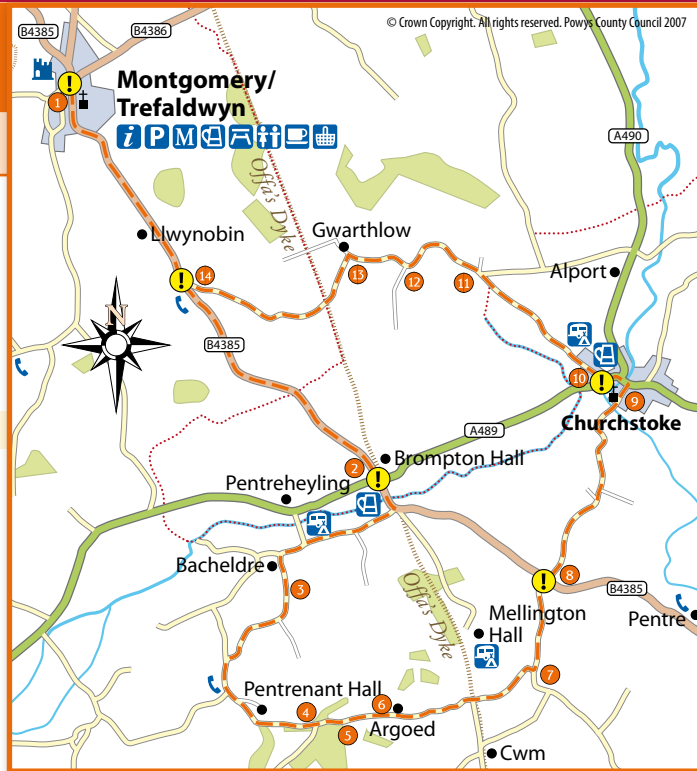 © Crown Copyright. All rights reserved. Powys County Council 2007
B4385
B4386
!
1
Montgomery/
Trefaldwyn
i P M
A490
Offa's Dyke
Llwynobin
Gwarthlow
!
14
13
12
11
Alport
N
B4385
10
!
9
Churchstoke
A489
2
!
Brompton Hall
Pentreheyling
Bacheldre
3
!
8
B4385
Offa's Dyke
Mellington
Hall
Pentre
7
Pentrenant Hall
4
6
5
Argoed
Cwm